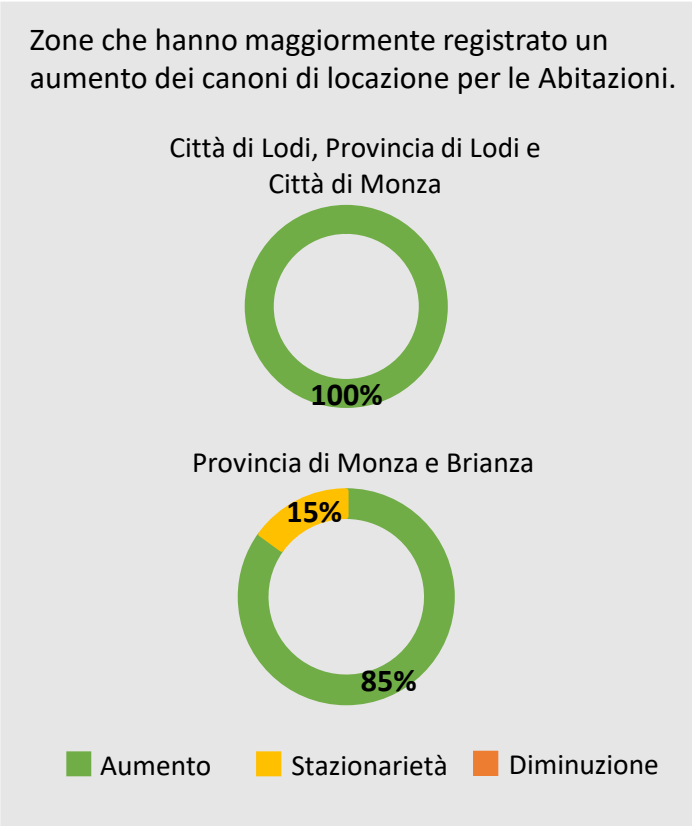 Zone che hanno maggiormente registrato un
aumento dei canoni di locazione per le Abitazioni.
Città di Lodi, Provincia di Lodi e
Città di Monza
100%
Provincia di Monza e Brianza
15%
85%
Aumento Stazionarietà Diminuzione